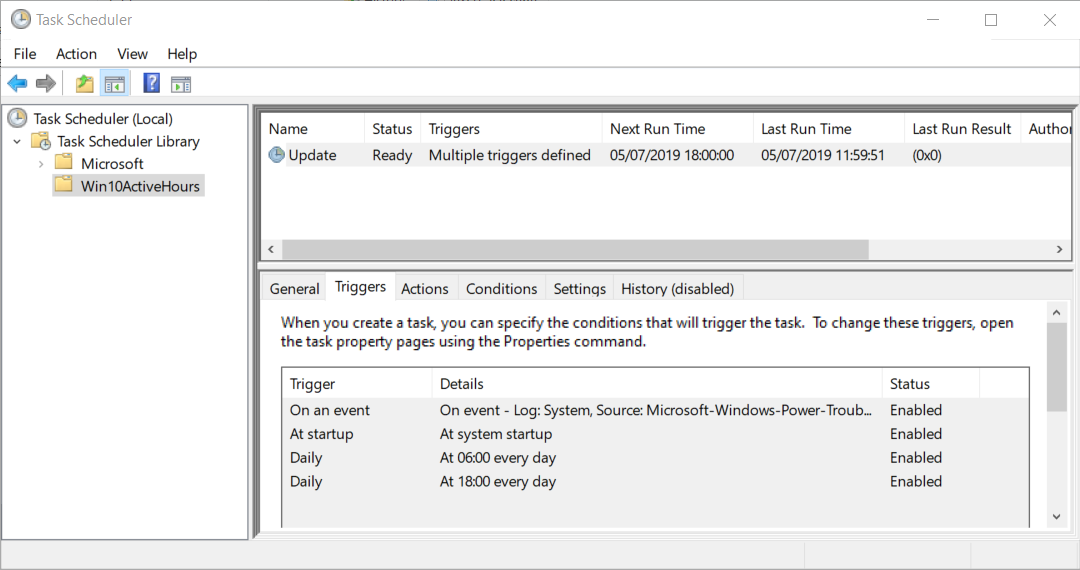 Task Scheduler
File Action View Help
Task Scheduler (Local)
Task Scheduler Library
Microsoft
Win10ActiveHours
Name Status Triggers Next Run Time Last Run Time Last Run Result Author
Update Ready Multiple triggers defined 05/07/2019 18:00:00 05/07/2019 11:59:51 (0x0)
General Triggers Actions Conditions Settings History (disabled)
When you create a task, you can specify the conditions that will trigger the task. To change these triggers, open
the task property pages using the Properties command.
Trigger Details Status
On an event On event - Log: System, Source: Microsoft-Windows-Power-Troub... Enabled
At startup At system startup Enabled
Daily At 06:00 every day Enabled
Daily At 18:00 every day Enabled